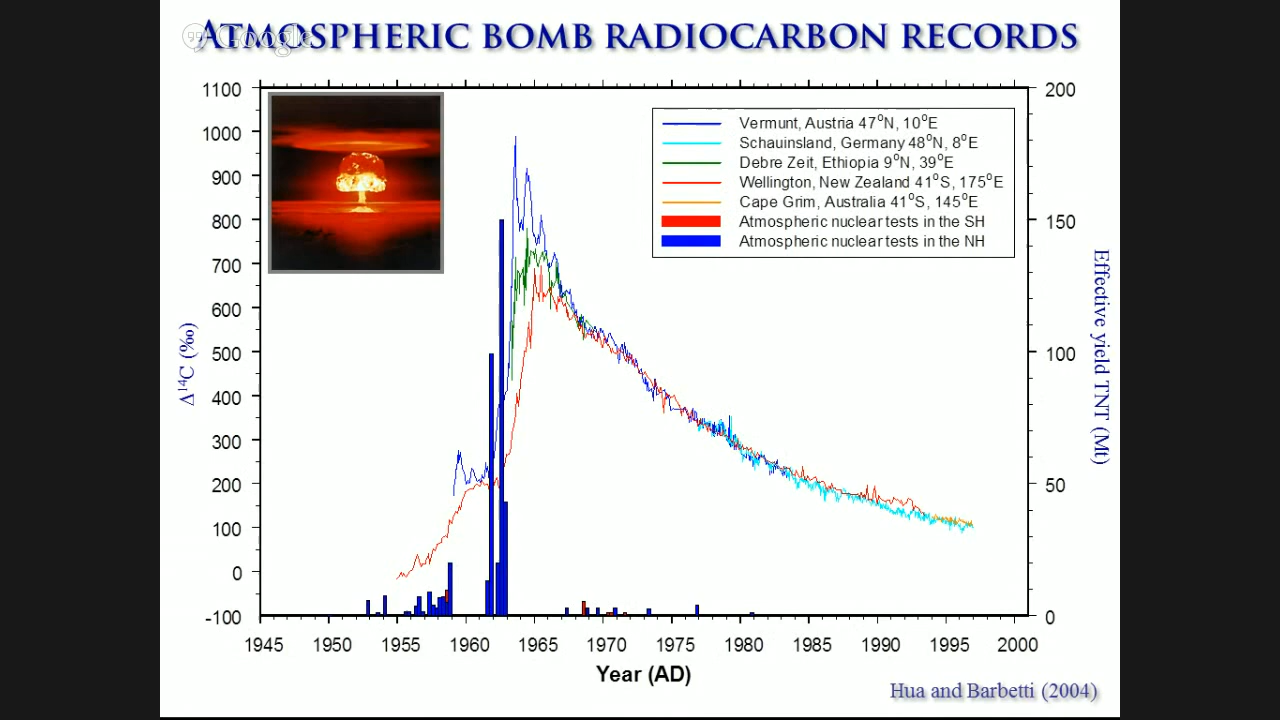 ATMOSPHERIC BOMB RADIOCARBON RECORDS
Google
1100
1000
900
800
700
600
500
400
300
200
100
0
-100
Δ¹⁴C (‰)
Vermunt, Austria 47°N, 10°E
Schauinsland, Germany 48°N, 8°E
Debre Zeit, Ethiopia 9°N, 39°E
Wellington, New Zealand 41°S, 175°E
Cape Grim, Australia 41°S, 145°E
Atmospheric nuclear tests in the SH
Atmospheric nuclear tests in the NH
200
150
100
50
0
Effective yield TNT (Mt)
1945 1950 1955 1960 1965 1970 1975 1980 1985 1990 1995 2000
Year (AD)
Hua and Barbetti (2004)